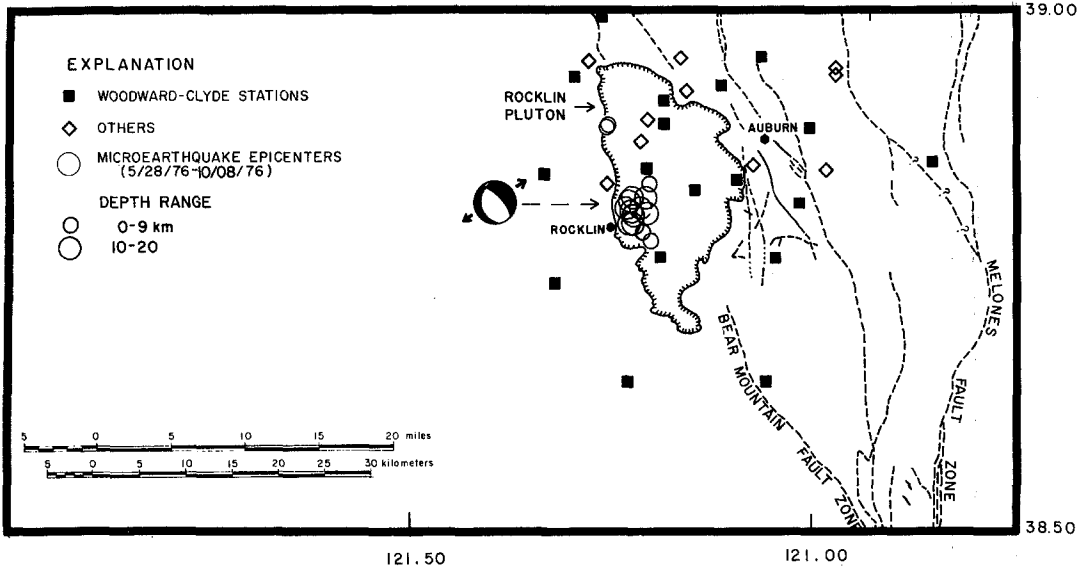 39.00
EXPLANATION
WOODWARD-CLYDE STATIONS
OTHERS
MICROEARTHQUAKE EPICENTERS
(5/28/76-10/08/76)
DEPTH RANGE
0-9 km
10-20
ROCKLIN
PLUTON
AUBURN
ROCKLIN
?
?
MELONES
FAULT
ZONE
BEAR MOUNTAIN
FAULT ZONE
5 0 5 10 15 20 miles
5 0 5 10 15 20 25 30 kilometers
38.50
121.50
121.00